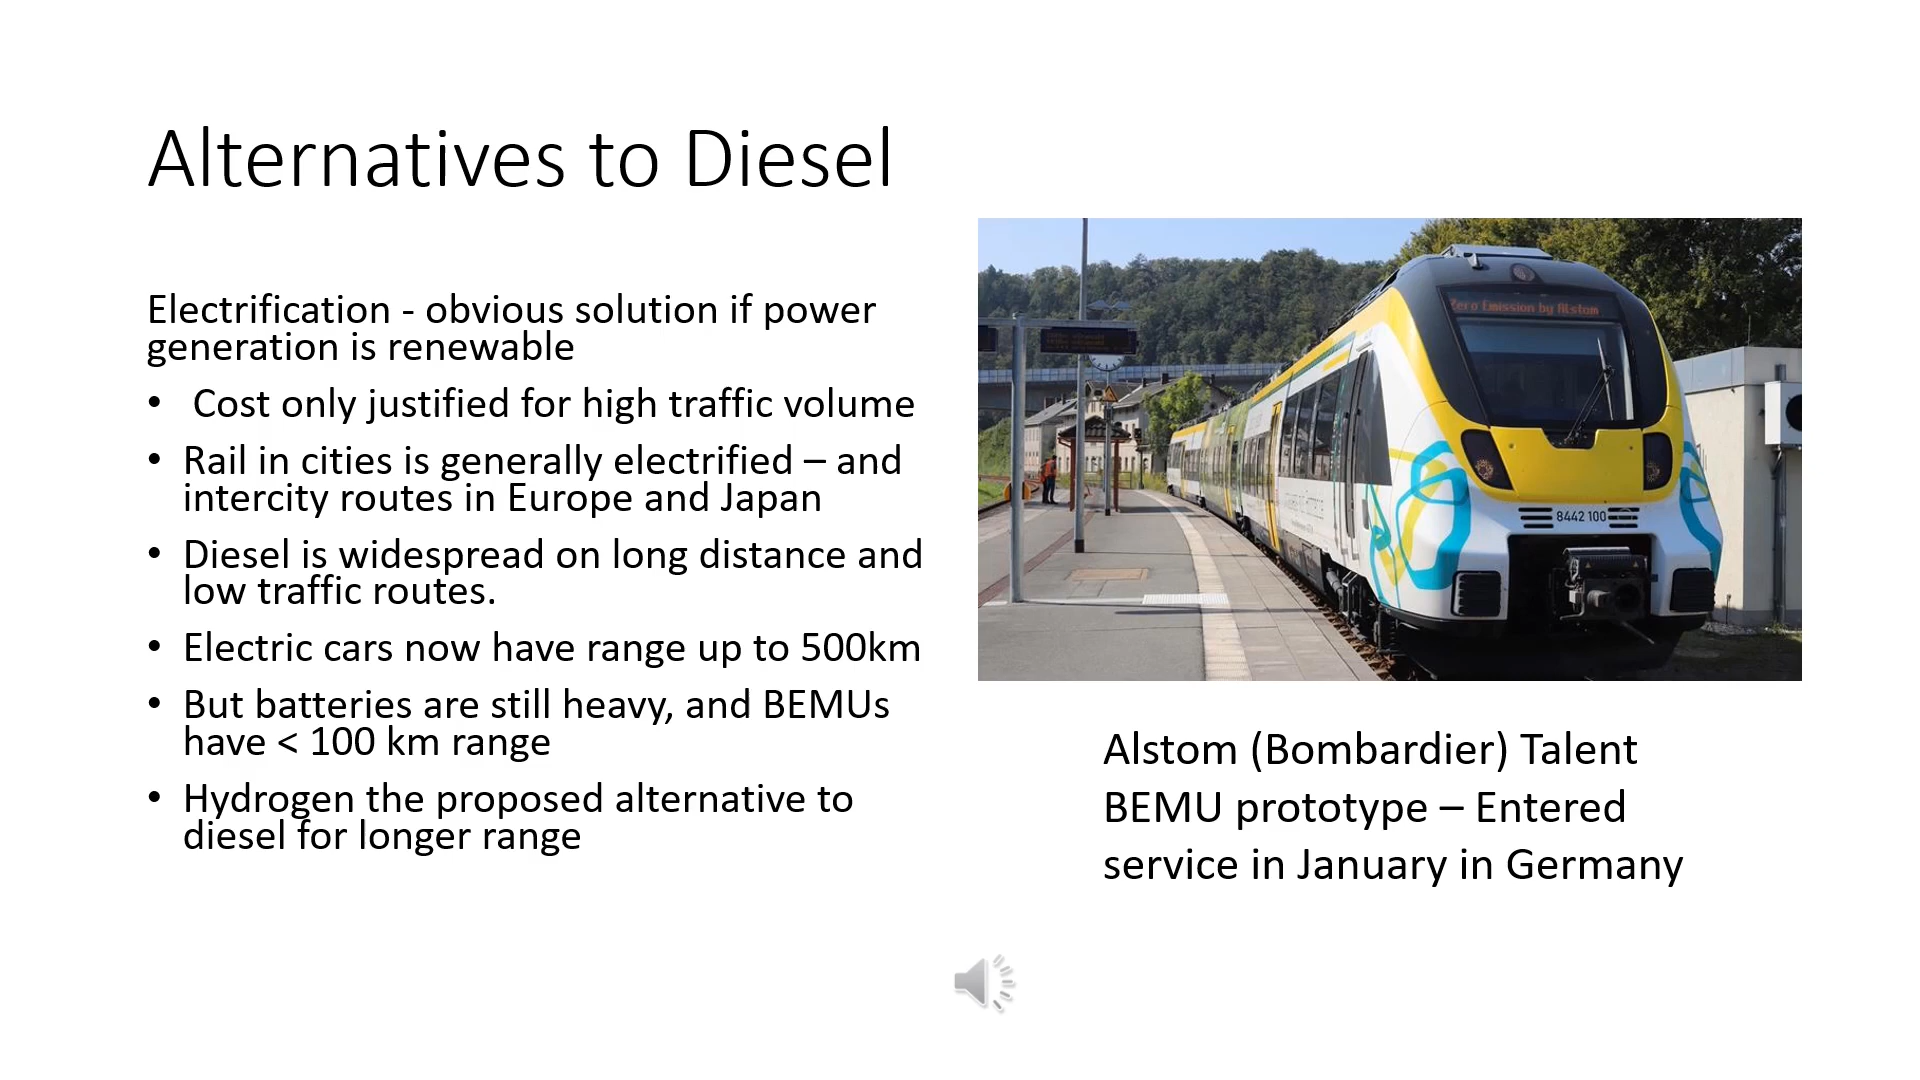 Alternatives to Diesel
Electrification - obvious solution if power
generation is renewable
• Cost only justified for high traffic volume
• Rail in cities is generally electrified – and
intercity routes in Europe and Japan
• Diesel is widespread on long distance and
low traffic routes.
• Electric cars now have range up to 500km
• But batteries are still heavy, and BEMUs
have < 100 km range
• Hydrogen the proposed alternative to
diesel for longer range
Zero Emission by Alstom
8442 100
Alstom (Bombardier) Talent
BEMU prototype – Entered
service in January in Germany